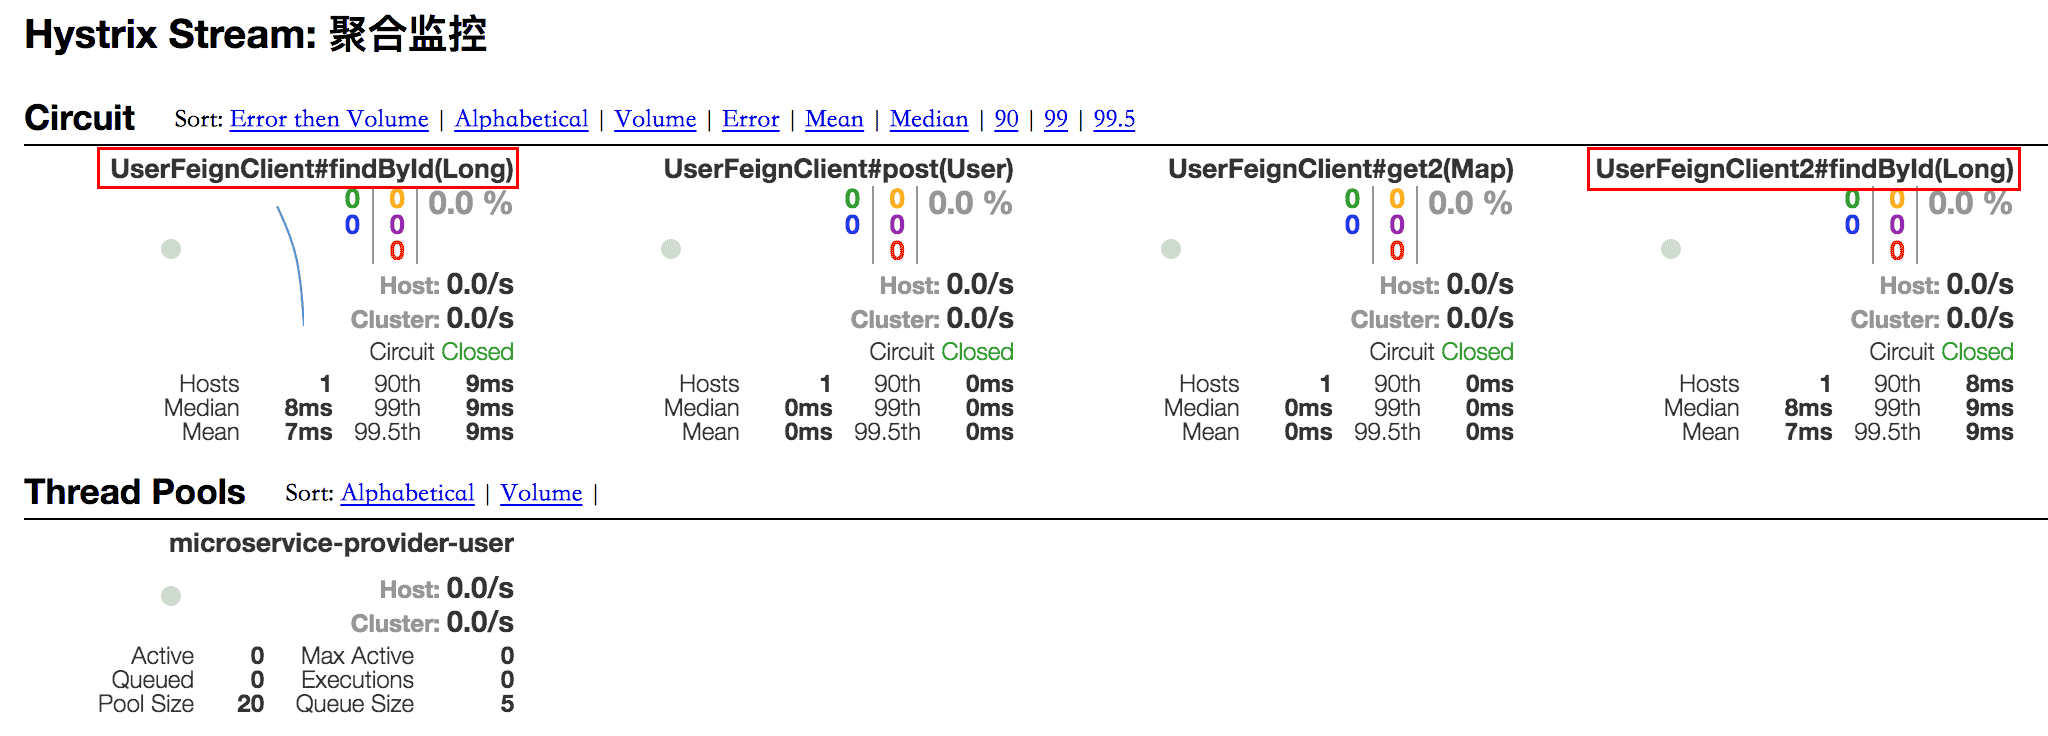 Hystrix Stream: 聚合监控
Circuit Sort: Error then Volume | Alphabetical | Volume | Error | Mean | Median | 90 | 99 | 99.5
UserFeignClient#findById(Long)
0 0 0.0 %
0 0
0
Host: 0.0/s
Cluster: 0.0/s
Circuit Closed
Hosts 1 90th 9ms
Median 8ms 99th 9ms
Mean 7ms 99.5th 9ms
UserFeignClient#post(User)
0 0 0.0 %
0 0
0
Host: 0.0/s
Cluster: 0.0/s
Circuit Closed
Hosts 1 90th 0ms
Median 0ms 99th 0ms
Mean 0ms 99.5th 0ms
UserFeignClient#get2(Map)
0 0 0.0 %
0 0
0
Host: 0.0/s
Cluster: 0.0/s
Circuit Closed
Hosts 1 90th 0ms
Median 0ms 99th 0ms
Mean 0ms 99.5th 0ms
UserFeignClient2#findById(Long)
0 0 0.0 %
0 0
0
Host: 0.0/s
Cluster: 0.0/s
Circuit Closed
Hosts 1 90th 8ms
Median 8ms 99th 9ms
Mean 7ms 99.5th 9ms
Thread Pools Sort: Alphabetical | Volume |
microservice-provider-user
Host: 0.0/s
Cluster: 0.0/s
Active 0 Max Active 0
Queued 0 Executions 0
Pool Size 20 Queue Size 5